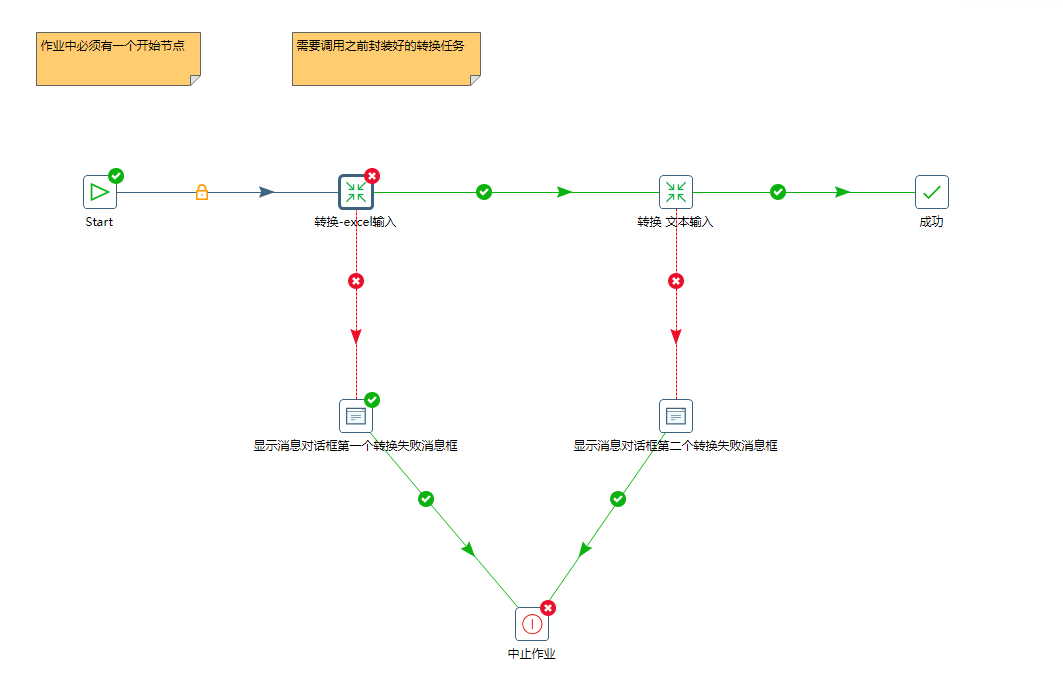 作业中必须有一个开始节点
需要调用之前封装好的转换任务
Start
转换-excel输入
转换 文本输入
成功
显示消息对话框第一个转换失败消息框
显示消息对话框第二个转换失败消息框
中止作业